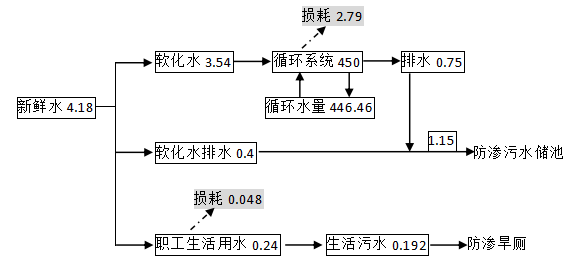 损耗 2.79
软化水 3.54
循环系统 450
排水 0.75
新鲜水 4.18
循环水量 446.46
1.15
软化水排水 0.4
防渗污水储池
损耗 0.048
职工生活用水 0.24
生活污水 0.192
防渗旱厕